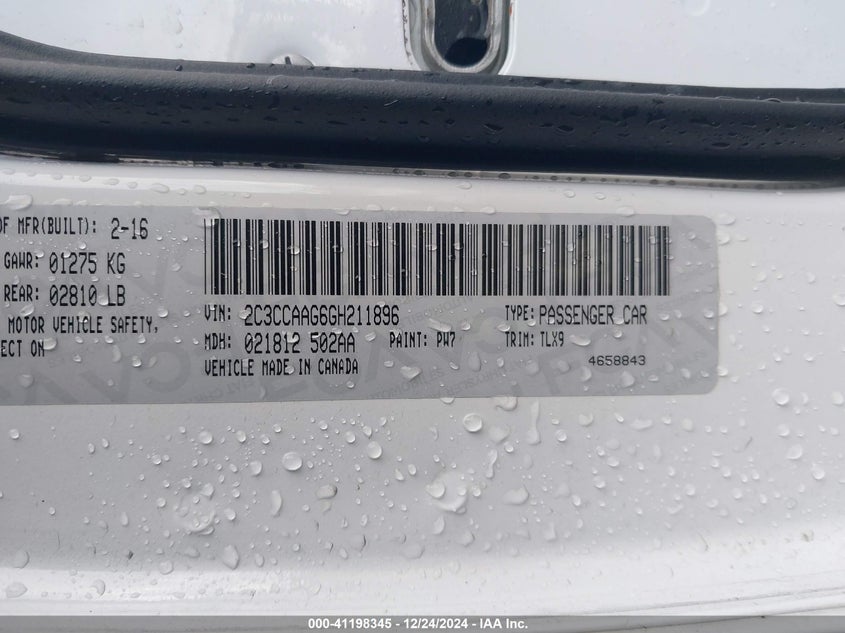 OF MFR(BUILT): 2-16
GAWR: 01275 KG
REAR: 02810 LB
MOTOR VEHICLE SAFETY,
ECT ON
VIN: 2C3CCAAG6GH211896 TYPE: PASSENGER CAR
MDH: 021812 502AA PAINT: PW7 TRIM: TLX9
VEHICLE MADE IN CANADA 4658843
000-41198345 - 12/24/2024 - IAA Inc.